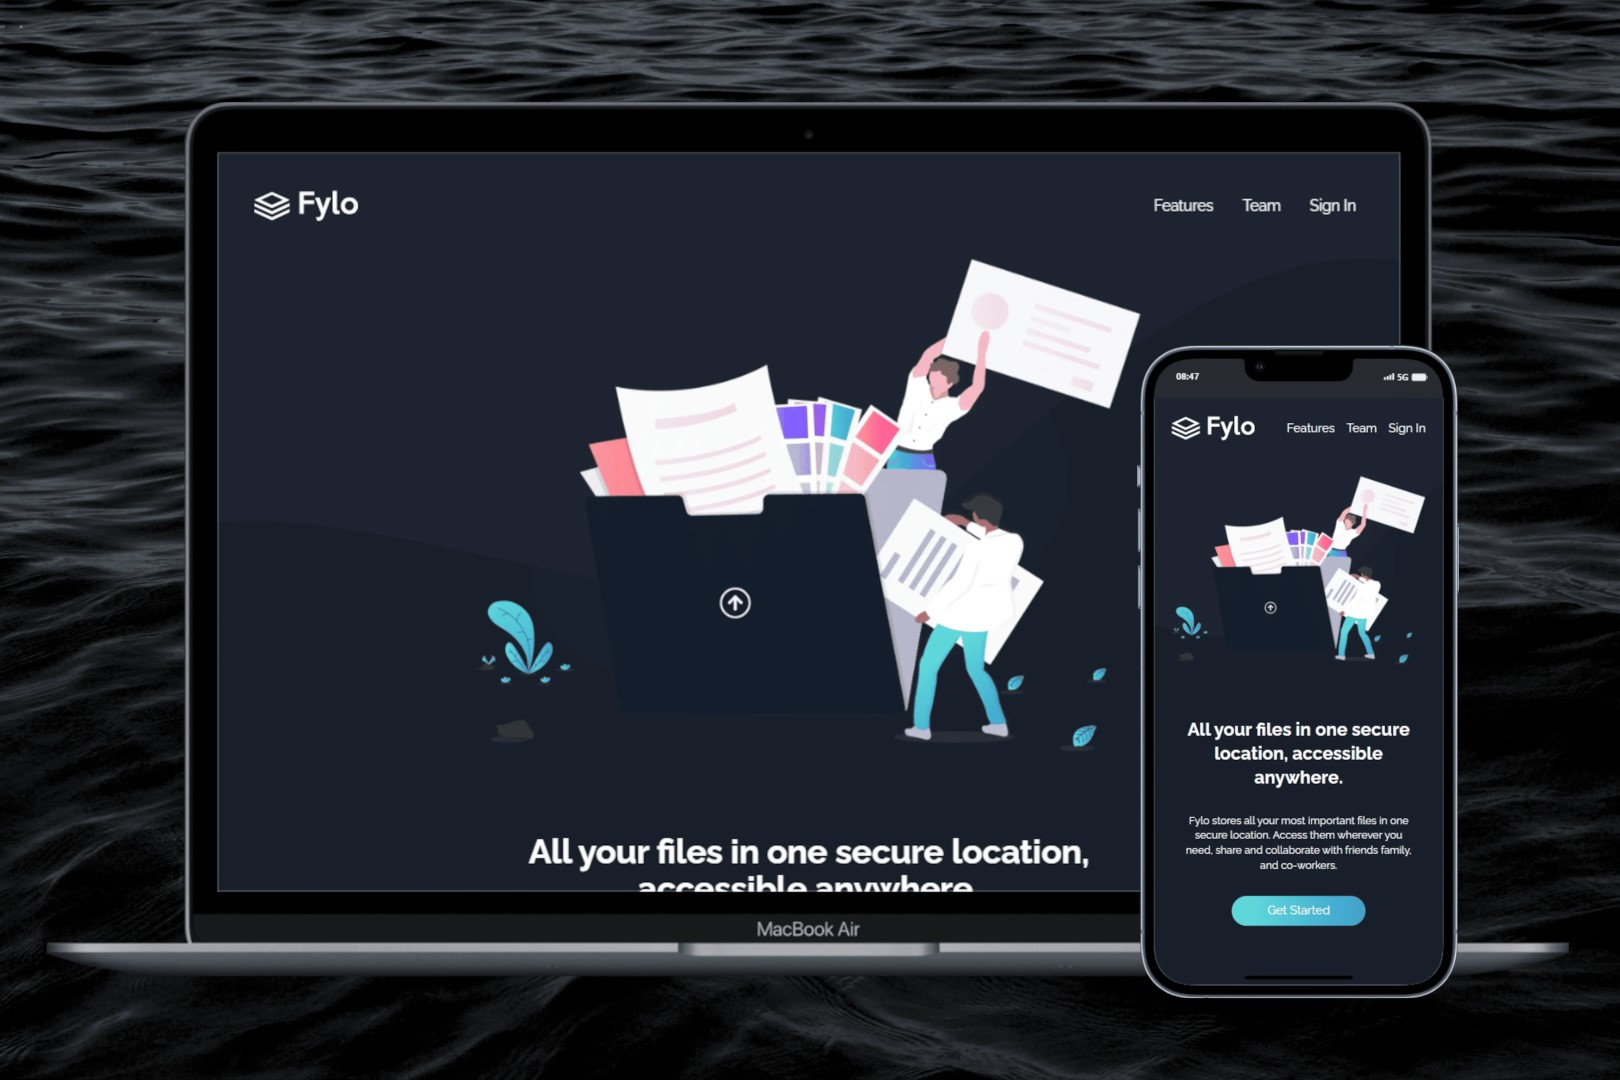 Fylo
Features Team Sign In
All your files in one secure location,
accessible anywhere.
MacBook Air
08:47
5G
Fylo
Features Team Sign In
All your files in one secure
location, accessible
anywhere.
Fylo stores all your most important files in one
secure location. Access them wherever you
need, share and collaborate with friends family,
and co-workers.
Get Started